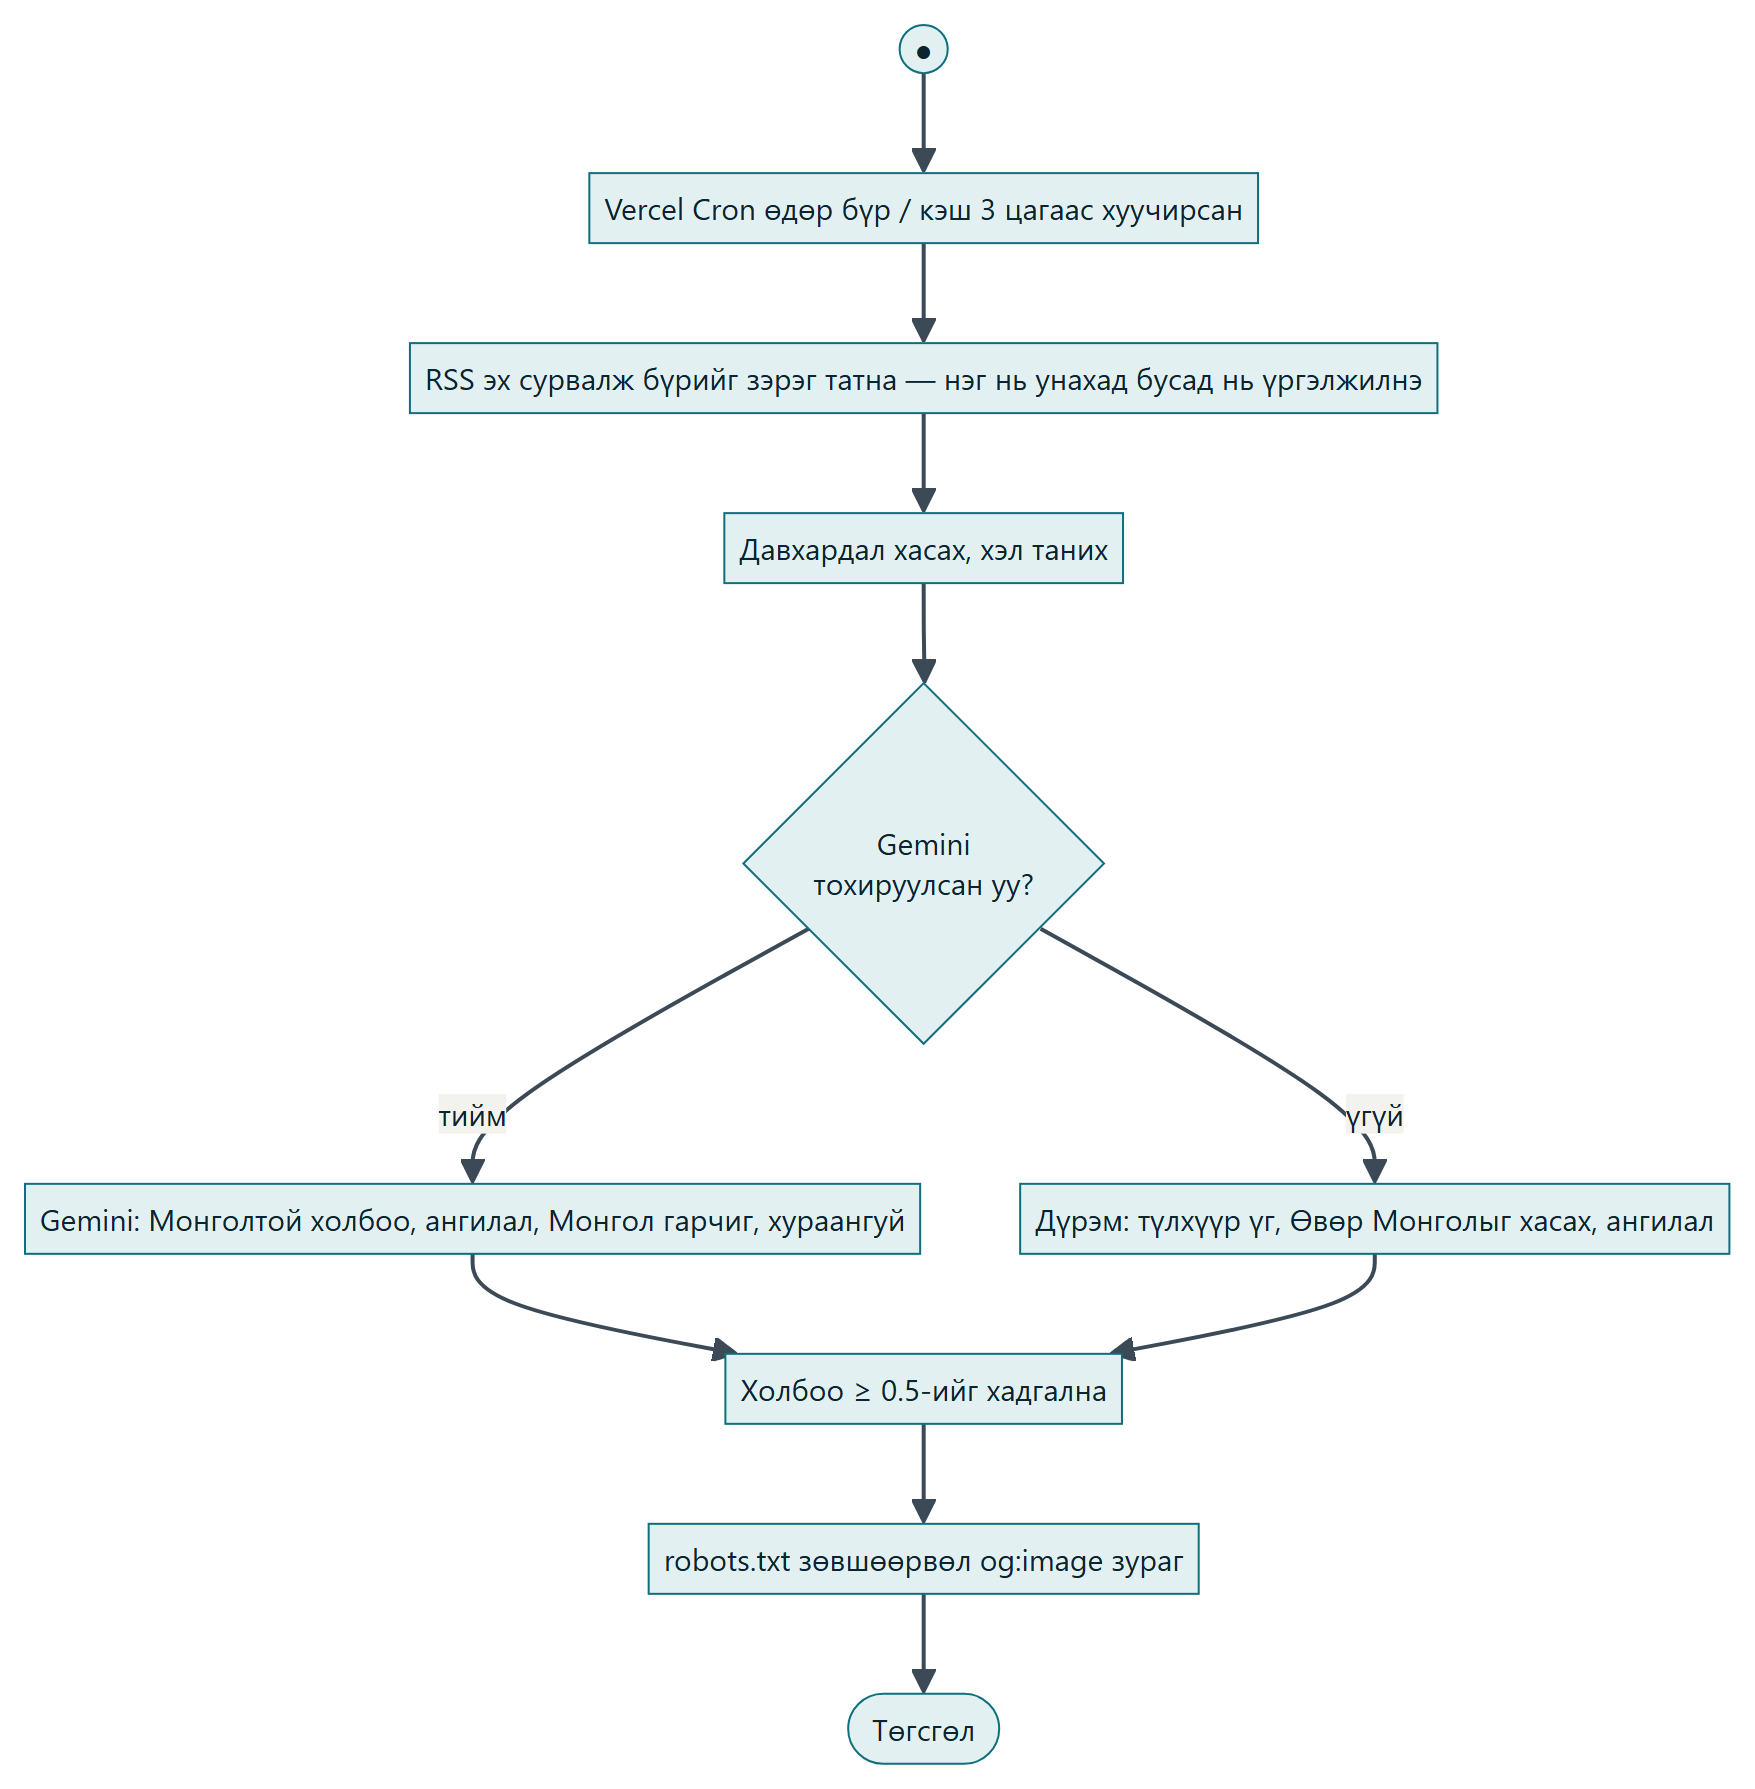 Vercel Cron өдөр бүр / кэш 3 цагаас хуучирсан
RSS эх сурвалж бүрийг зэрэг татна — нэг нь унахад бусад нь үргэлжилнэ
Давхардал хасах, хэл таних
Gemini
тохируулсан уу?
тийм
үгүй
Gemini: Монголтой холбоо, ангилал, Монгол гарчиг, хураангуй
Дүрэм: түлхүүр үг, Өвөр Монголыг хасах, ангилал
Холбоо ≥ 0.5-ийг хадгална
robots.txt зөвшөөрвөл og:image зураг
Төгсгөл